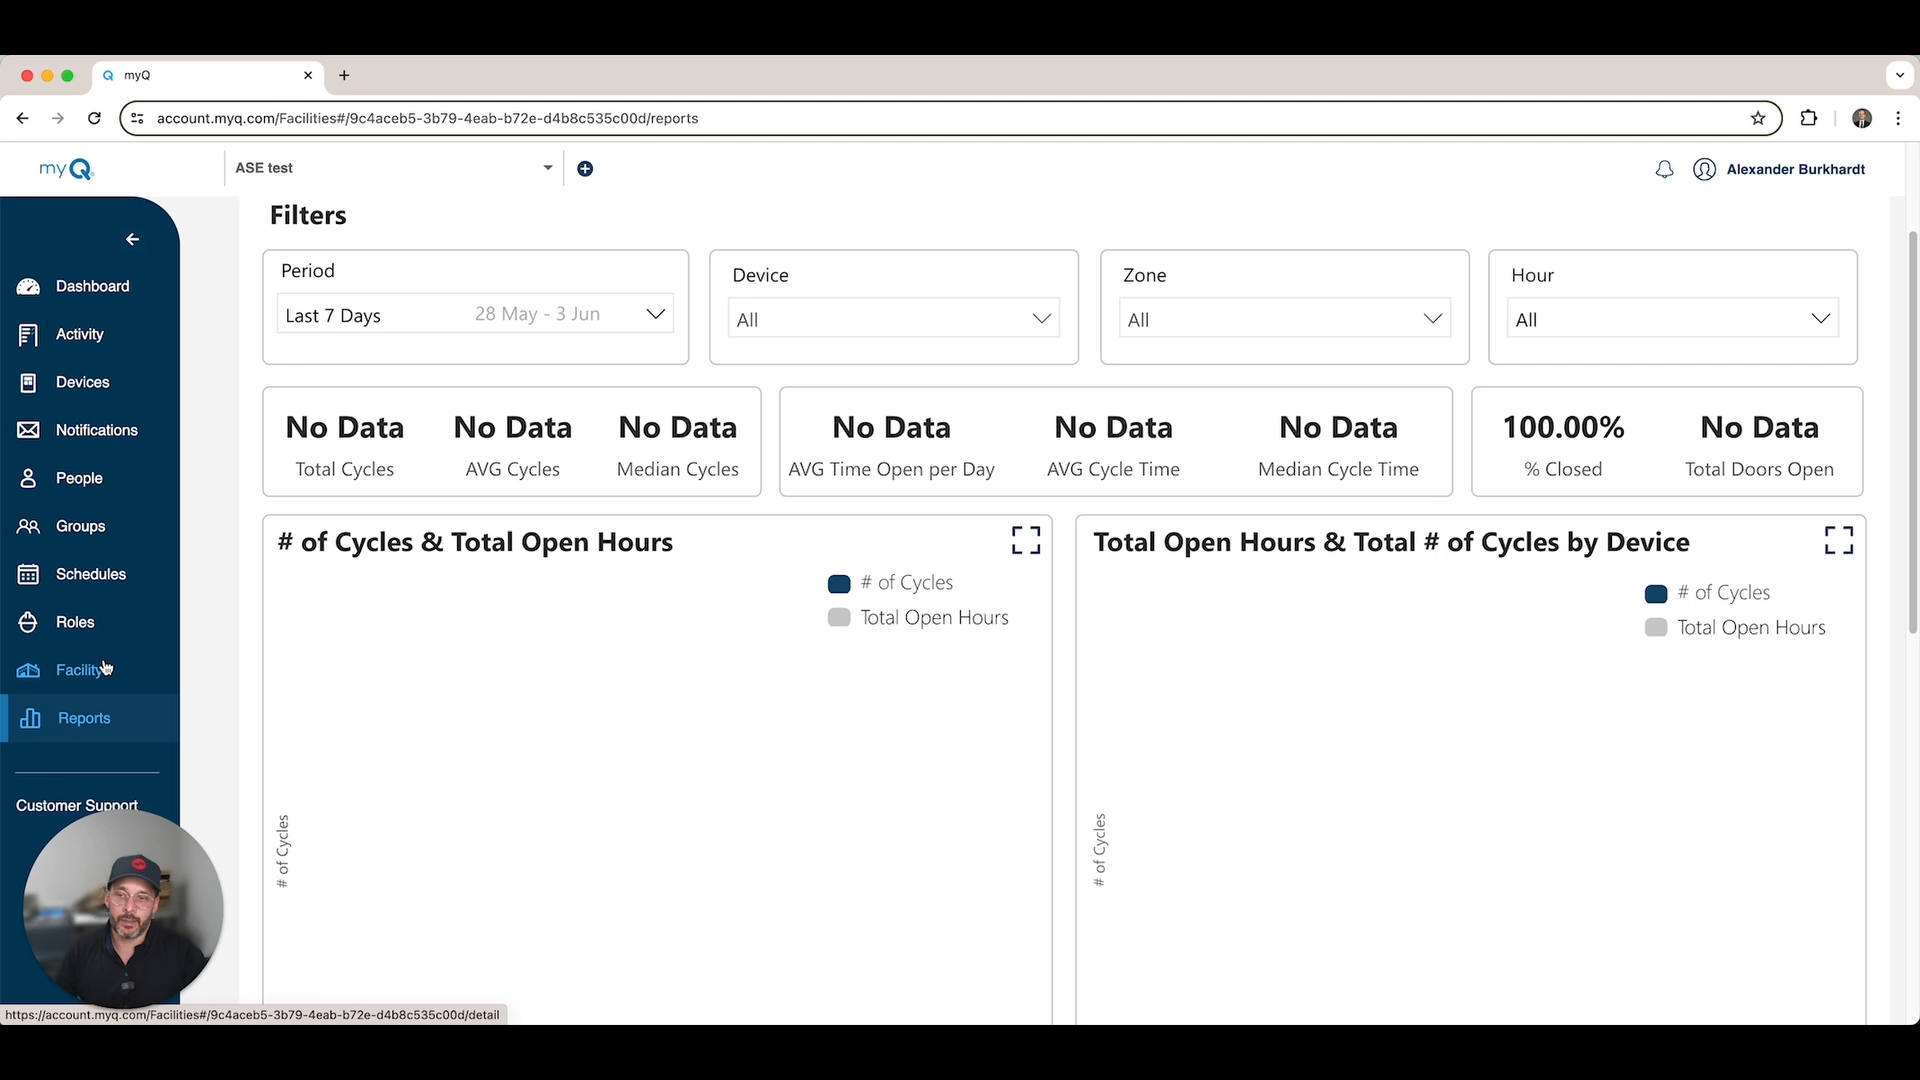 myQ
account.myq.com/Facilities#/9c4aceb5-3b79-4eab-b72e-d4b8c535c00d/reports
myQ
ASE test
Alexander Burkhardt
Dashboard
Activity
Devices
Notifications
People
Groups
Schedules
Roles
Facility
Reports
Customer Support
Filters
Period
Last 7 Days 28 May - 3 Jun
Device
All
Zone
All
Hour
All
No Data
Total Cycles
No Data
AVG Cycles
No Data
Median Cycles
No Data
AVG Time Open per Day
No Data
AVG Cycle Time
No Data
Median Cycle Time
100.00%
% Closed
No Data
Total Doors Open
# of Cycles & Total Open Hours
# of Cycles
Total Open Hours
# of Cycles
Total Open Hours & Total # of Cycles by Device
# of Cycles
Total Open Hours
# of Cycles
https://account.myq.com/Facilities#/9c4aceb5-3b79-4eab-b72e-d4b8c535c00d/detail